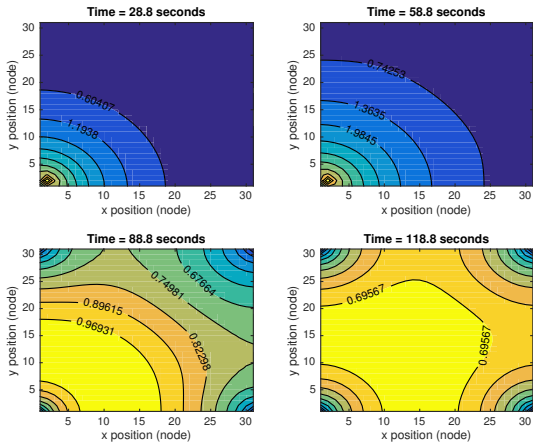 Time = 28.8 seconds
30
25
20
15
10
5
y position (node)
0.60407
1.1938
5 10 15 20 25 30
x position (node)
Time = 58.8 seconds
30
25
20
15
10
5
y position (node)
0.74253
1.3635
1.9845
5 10 15 20 25 30
x position (node)
Time = 88.8 seconds
30
25
20
15
10
5
y position (node)
0.67664
0.74981
0.89615
0.96931
0.82298
5 10 15 20 25 30
x position (node)
Time = 118.8 seconds
30
25
20
15
10
5
y position (node)
0.69567
0.69567
5 10 15 20 25 30
x position (node)